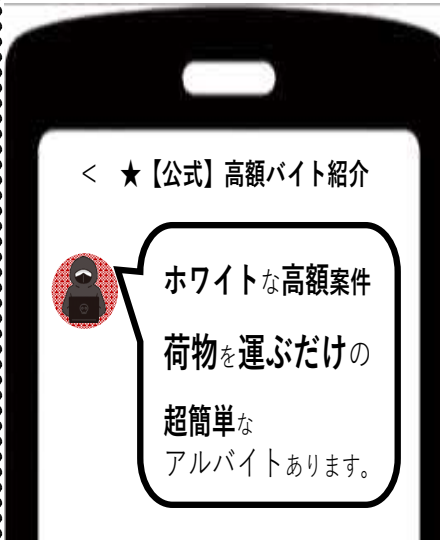 < ★【公式】高額バイト紹介
ホワイトな高額案件
荷物を運ぶだけの
超簡単な
アルバイトあります。